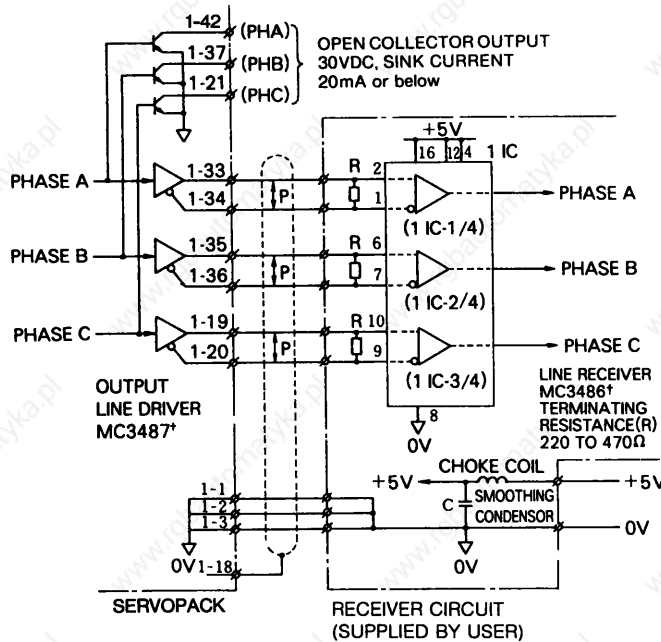 1-42 (PHA)
1-37 (PHB)
1-21 (PHC)
OPEN COLLECTOR OUTPUT
30VDC, SINK CURRENT
20mA or below
+5V
16 12 4
1 IC
PHASE A
1-33
1-34
P
R
2
1
(1 IC-1/4)
PHASE A
PHASE B
1-35
1-36
P
R
6
7
(1 IC-2/4)
PHASE B
PHASE C
1-19
1-20
P
R
10
9
(1 IC-3/4)
PHASE C
8
0V
OUTPUT
LINE DRIVER
MC3487†
LINE RECEIVER
MC3486†
TERMINATING
RESISTANCE(R)
220 TO 470Ω
CHOKE COIL
+5V
+5V
C
SMOOTHING
CONDENSOR
0V
0V
1-1
1-2
1-3
0V
1-18
SERVOPACK
RECEIVER CIRCUIT
(SUPPLIED BY USER)
www.rgbautomatyka.pl